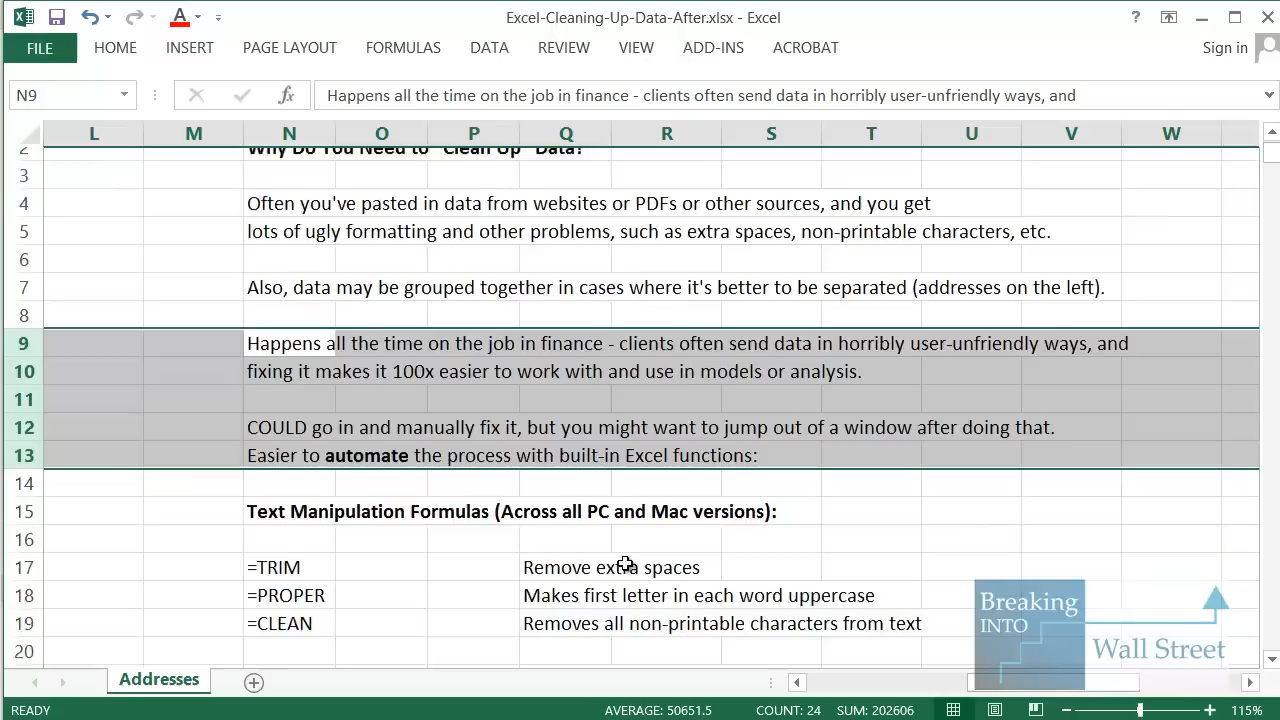 Excel-Cleaning-Up-Data-After.xlsx - Excel
FILE HOME INSERT PAGE LAYOUT FORMULAS DATA REVIEW VIEW ADD-INS ACROBAT Sign in
N9 fx Happens all the time on the job in finance - clients often send data in horribly user-unfriendly ways, and
L M N O P Q R S T U V W
2 Why Do You Need to "Clean Up" Data?
3
4 Often you've pasted in data from websites or PDFs or other sources, and you get
5 lots of ugly formatting and other problems, such as extra spaces, non-printable characters, etc.
6
7 Also, data may be grouped together in cases where it's better to be separated (addresses on the left).
8
9 Happens all the time on the job in finance - clients often send data in horribly user-unfriendly ways, and
10 fixing it makes it 100x easier to work with and use in models or analysis.
11
12 COULD go in and manually fix it, but you might want to jump out of a window after doing that.
13 Easier to automate the process with built-in Excel functions:
14
15 Text Manipulation Formulas (Across all PC and Mac versions):
16
17 =TRIM Remove extra spaces
18 =PROPER Makes first letter in each word uppercase
19 =CLEAN Removes all non-printable characters from text
20
Breaking
INTO
Wall Street
Addresses
READY AVERAGE: 50651.5 COUNT: 24 SUM: 202606 115%